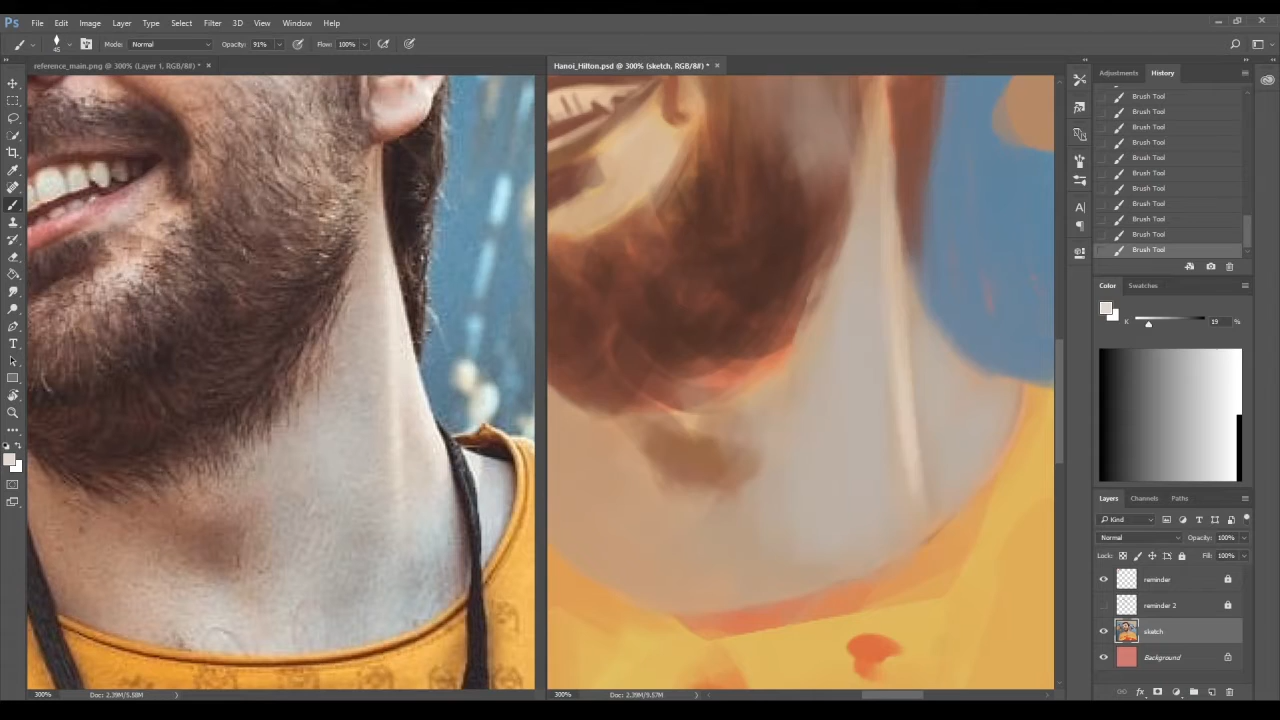 Ps File Edit Image Layer Type Select Filter 3D View Window Help
45 Mode: Normal Opacity: 91% Flow: 100%
reference_main.png @ 300% (Layer 1, RGB/8#) * ×
Hanoi_Hilton.psd @ 300% (sketch, RGB/8#) * ×
Adjustments History
Brush Tool
Brush Tool
Brush Tool
Brush Tool
Brush Tool
Brush Tool
Brush Tool
Brush Tool
Brush Tool
Brush Tool
Brush Tool
Color Swatches
K 19 %
Layers Channels Paths
Kind
Normal Opacity: 100%
Lock: Fill: 100%
reminder
reminder 2
sketch
Background
300% Doc: 2.39M/5.58M
300% Doc: 2.39M/9.57M